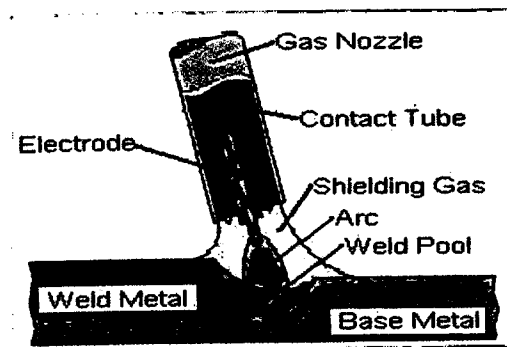 Gas Nozzle
Contact Tube
Electrode
Shielding Gas
Arc
Weld Pool
Weld Metal
Base Metal